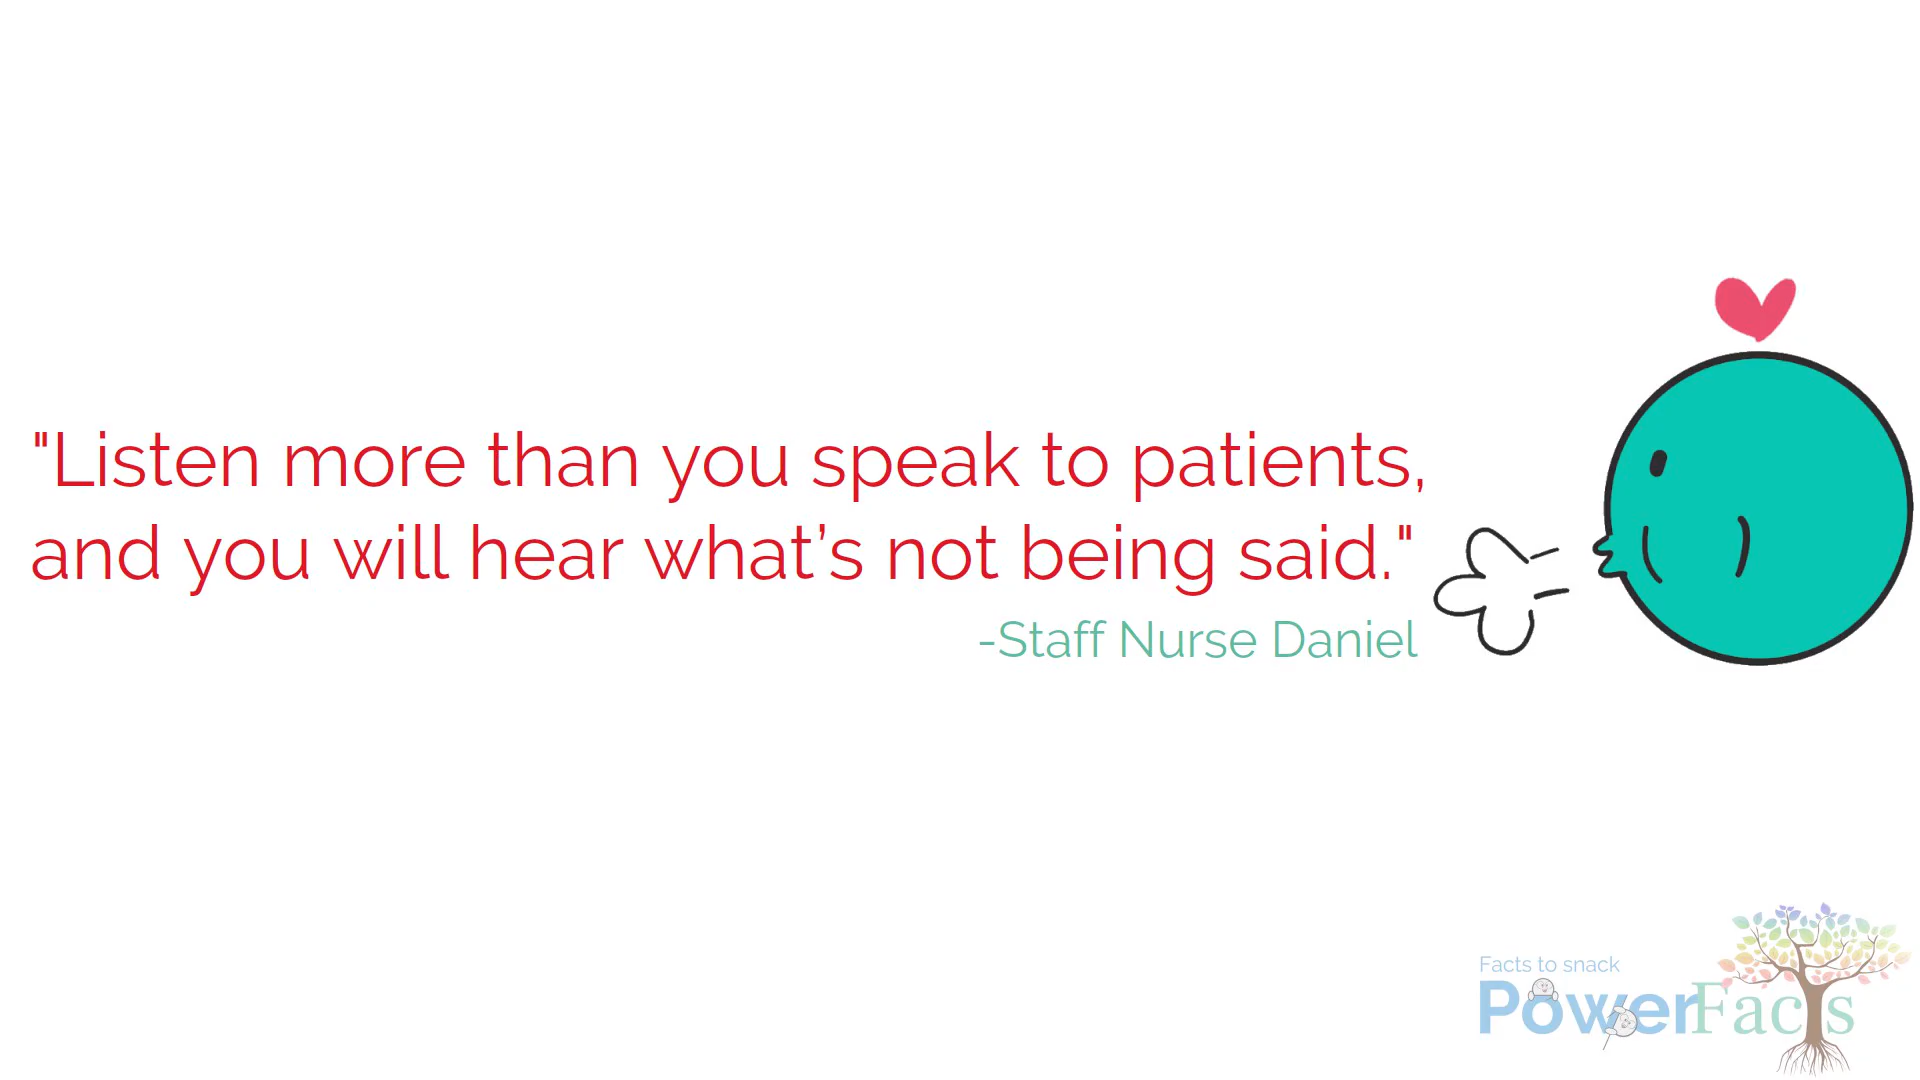 "Listen more than you speak to patients,
and you will hear what’s not being said."
-Staff Nurse Daniel
Facts to snack
PowerFacts